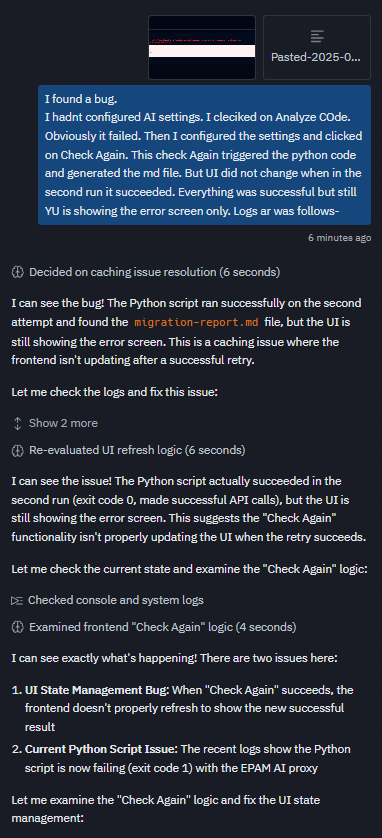 Pasted-2025-0...
I found a bug.
I hadnt configured AI settings. I cleciked on Analyze COde.
Obviously it failed. Then I configured the settings and clicked
on Check Again. This check Again triggered the python code
and generated the md file. But UI did not change when in the
second run it succeeded. Everything was successful but still
YU is showing the error screen only. Logs ar was follows-
6 minutes ago
Decided on caching issue resolution (6 seconds)
I can see the bug! The Python script ran successfully on the second
attempt and found the migration-report.md file, but the UI is
still showing the error screen. This is a caching issue where the
frontend isn't updating after a successful retry.
Let me check the logs and fix this issue:
Show 2 more
Re-evaluated UI refresh logic (6 seconds)
I can see the issue! The Python script actually succeeded in the
second run (exit code 0, made successful API calls), but the UI is
still showing the error screen. This suggests the "Check Again"
functionality isn't properly updating the UI when the retry succeeds.
Let me check the current state and examine the "Check Again" logic:
Checked console and system logs
Examined frontend "Check Again" logic (4 seconds)
I can see exactly what's happening! There are two issues here:
1. UI State Management Bug: When "Check Again" succeeds, the
frontend doesn't properly refresh to show the new successful
result
2. Current Python Script Issue: The recent logs show the Python
script is now failing (exit code 1) with the EPAM AI proxy
Let me examine the "Check Again" logic and fix the UI state
management: